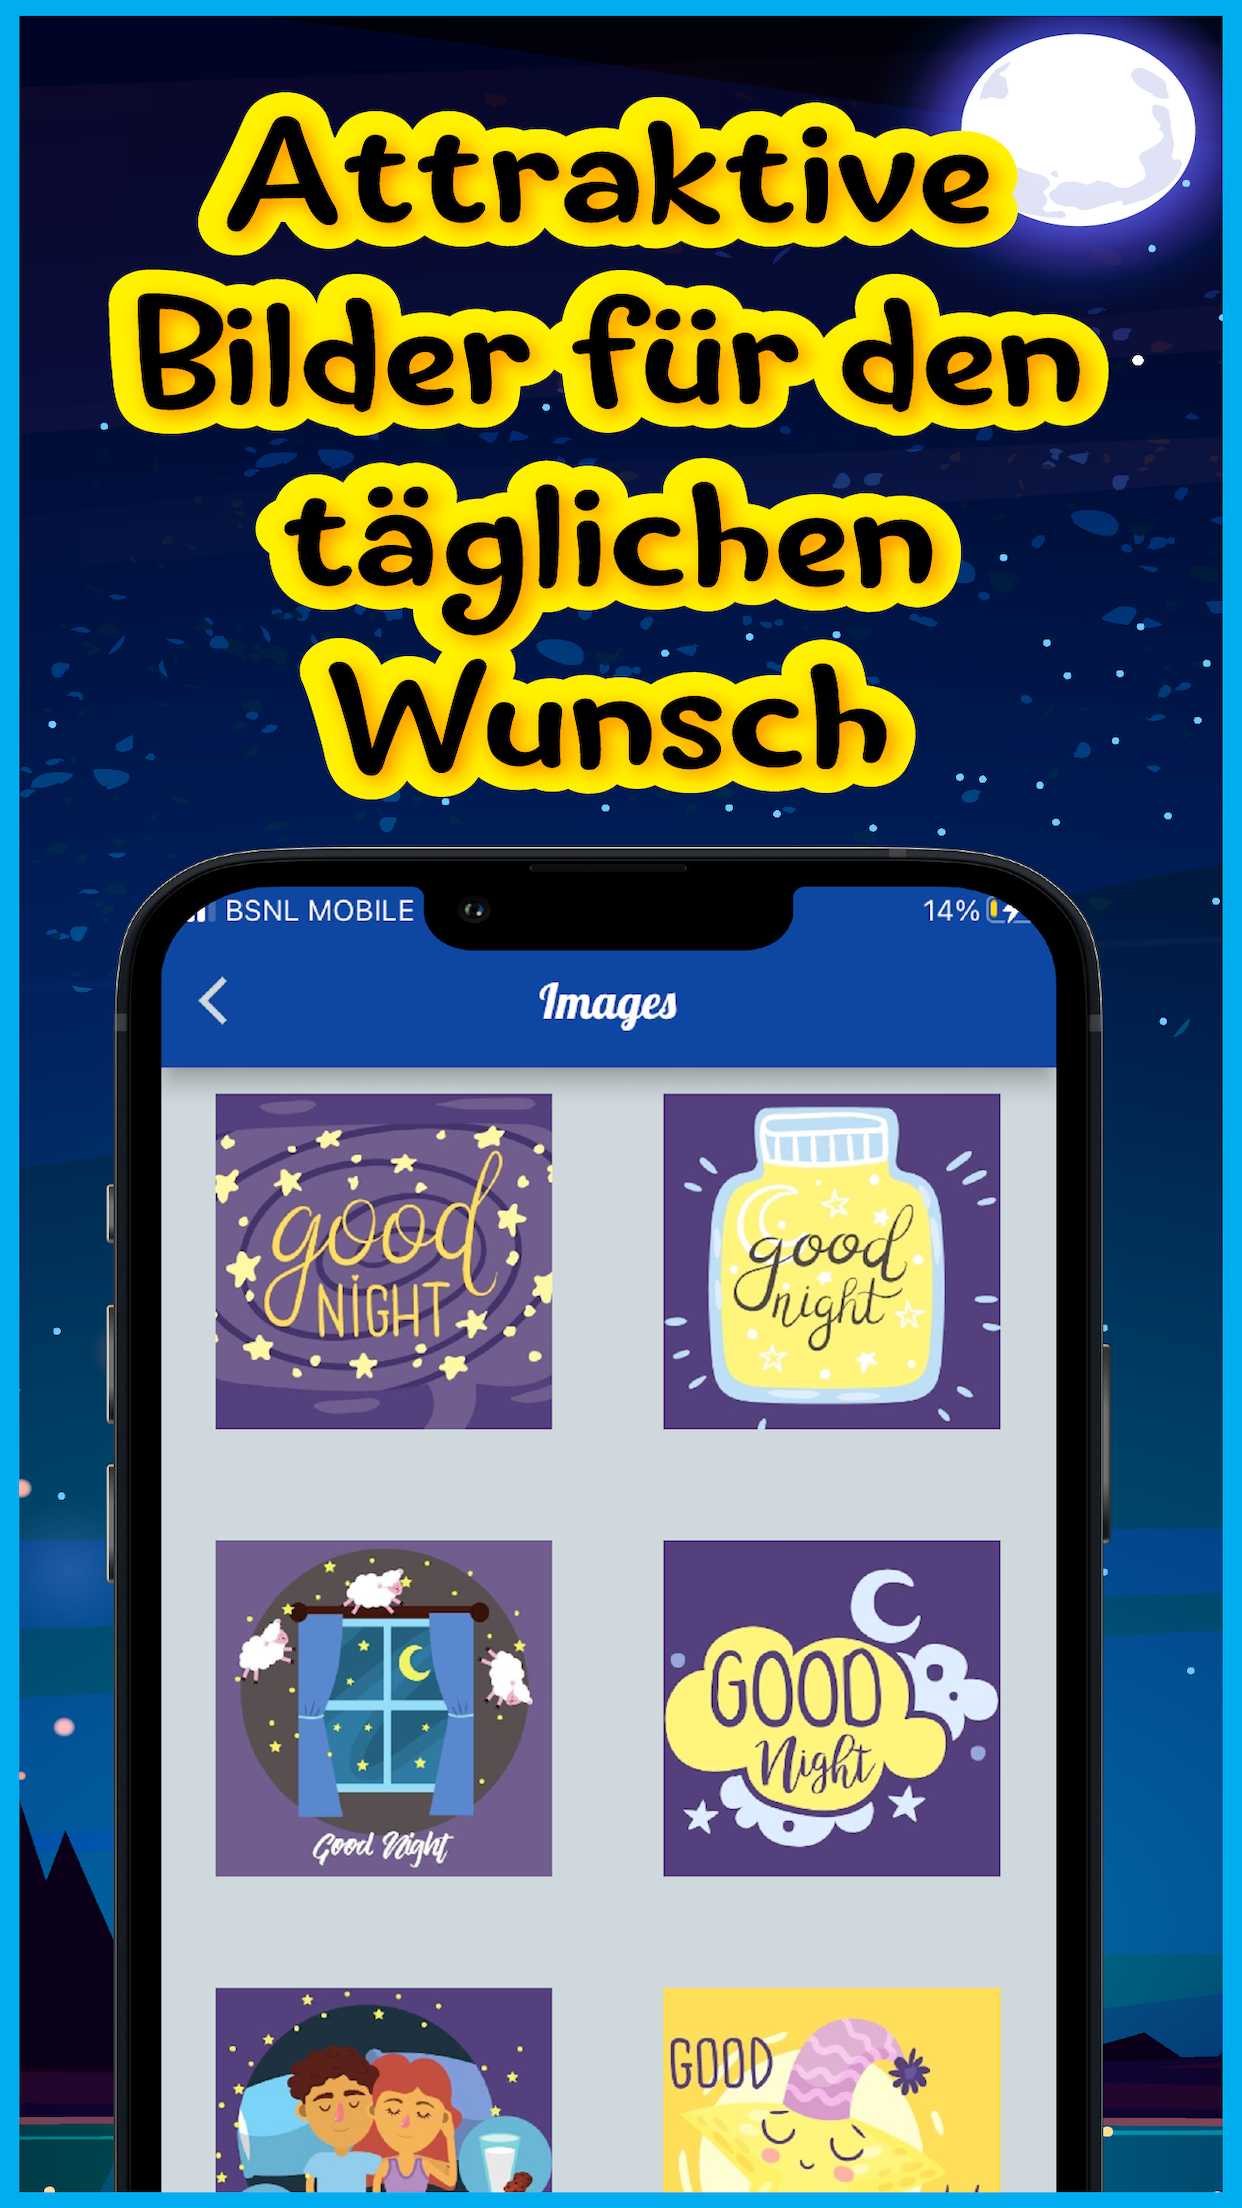 Attraktive
Bilder für den
täglichen
Wunsch
BSNL MOBILE
14%
Images
good
NIGHT
good
night
Good Night
GOOD
Night
GOOD